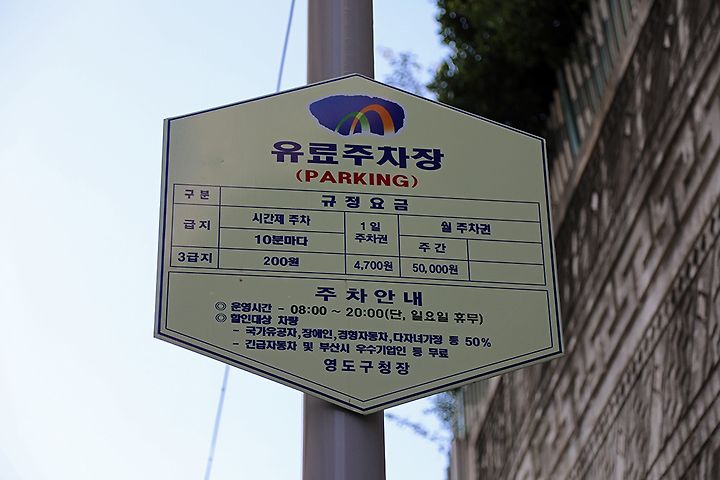 유료주차장
(PARKING)
구분 규정요금
급지 시간제 주차 1일 주차권 월 주차권
10분마다 주간
3급지 200원 4,700원 50,000원
주차안내
◎ 운영시간 - 08:00 ~ 20:00(단, 일요일 휴무)
◎ 할인대상 차량
- 국가유공자,장애인,경형자동차,다자녀가정 등 50%
- 긴급자동차 및 부산시 우수기업인 등 무료
영도구청장